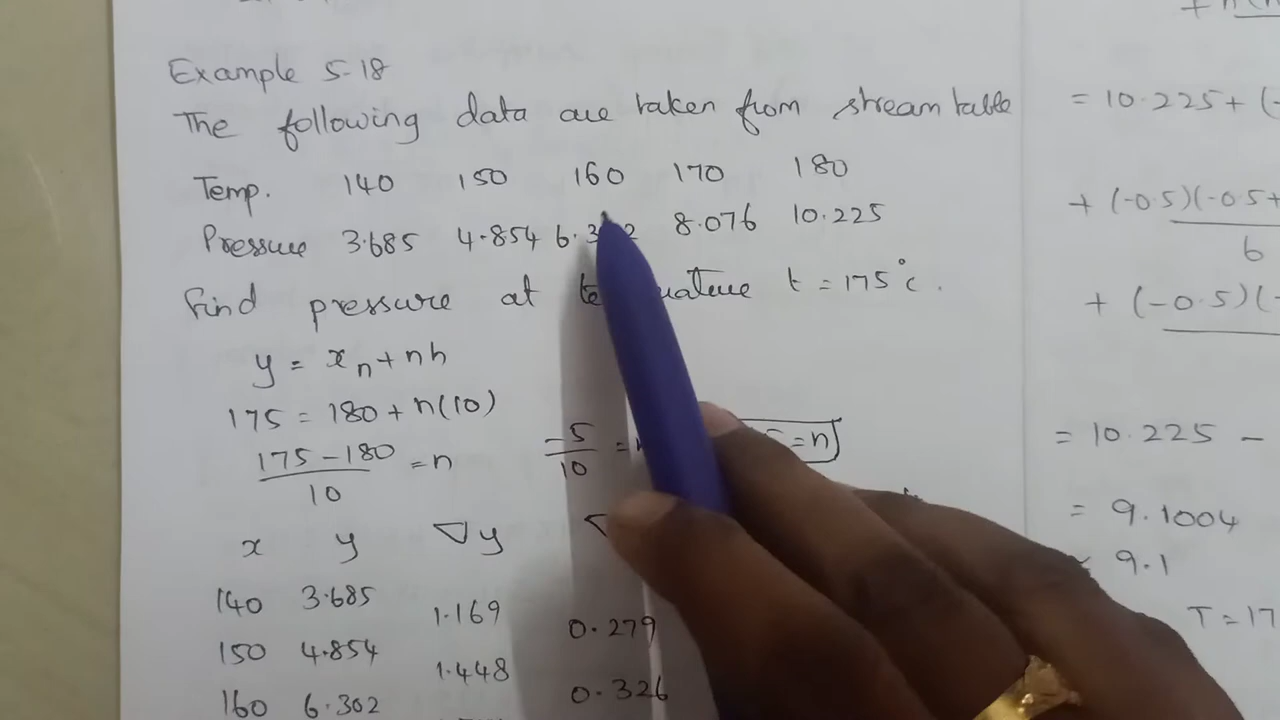 Example 5-18
The following data are taken from stream table
Temp. 140 150 160 170 180
Pressure 3.685 4.854 8.076 10.225
Find pressure at t = 175°c.
y = xn + nh
175 = 180 + n(10)
175 - 180 / 10 = n
-5 / 10 = = n
x y ∇y
140 3.685
1.169
0.279
150 4.854
1.448
0.326
160 6.302
= 10.225 + (
+ (-0.5)(-0.5+
6
+ (-0.5)(-
= 10.225 -
= 9.1004
9.1
T = 17